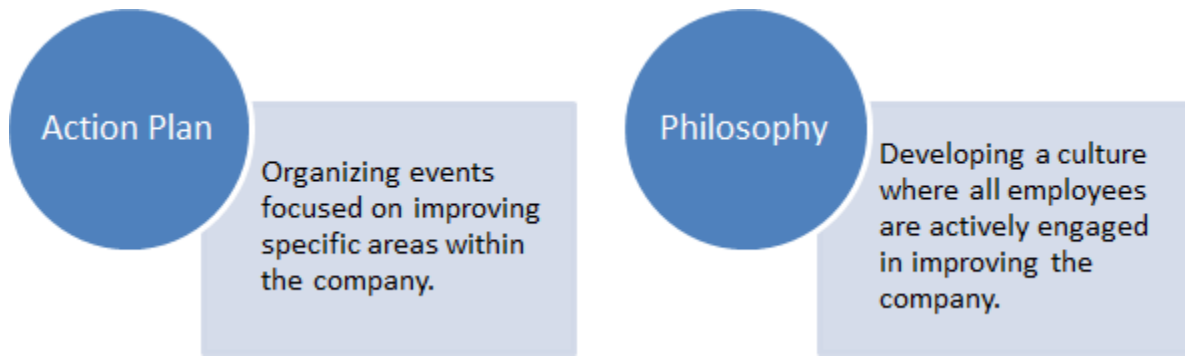 Action Plan
Organizing events
focused on improving
specific areas within
the company.
Philosophy
Developing a culture
where all employees
are actively engaged
in improving the
company.